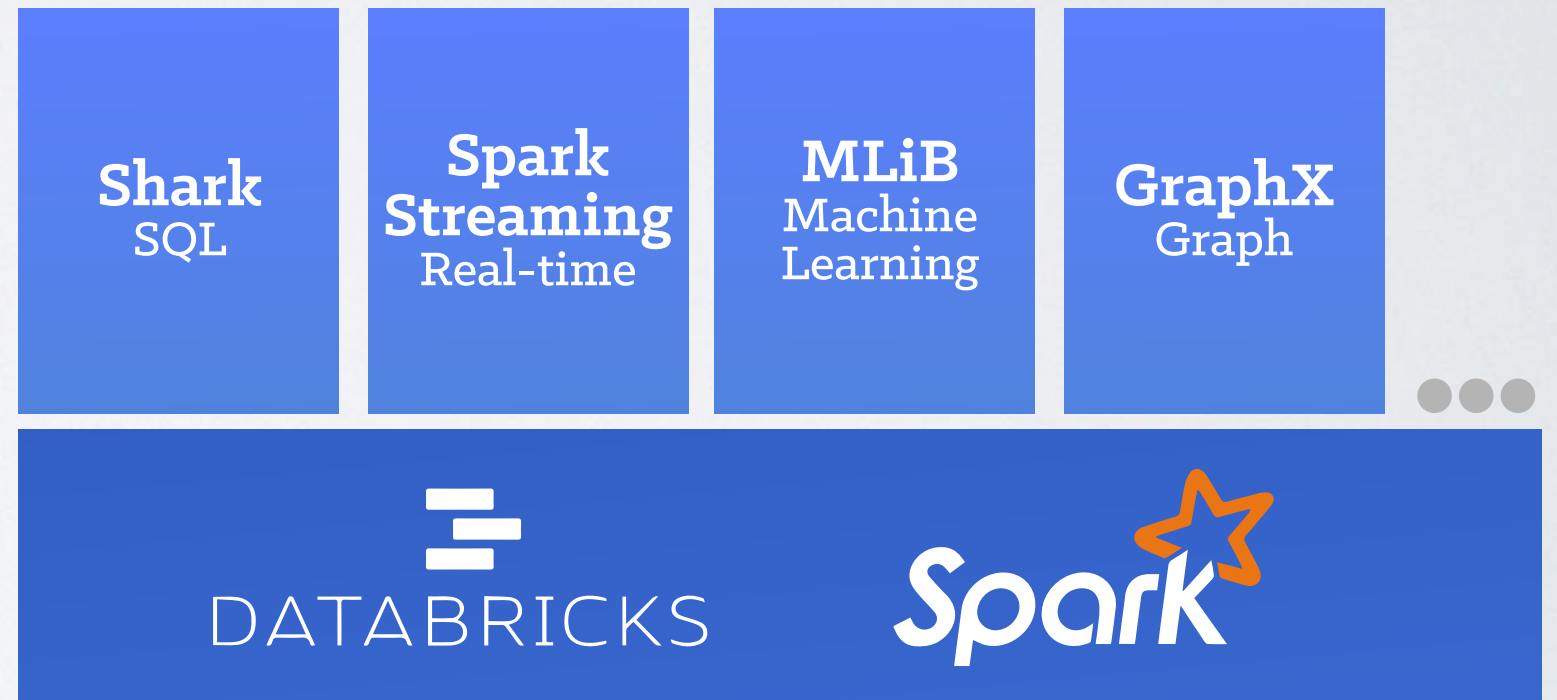 Shark
SQL
Spark
Streaming
Real-time
MLiB
Machine
Learning
GraphX
Graph
DATABRICKS
Spark